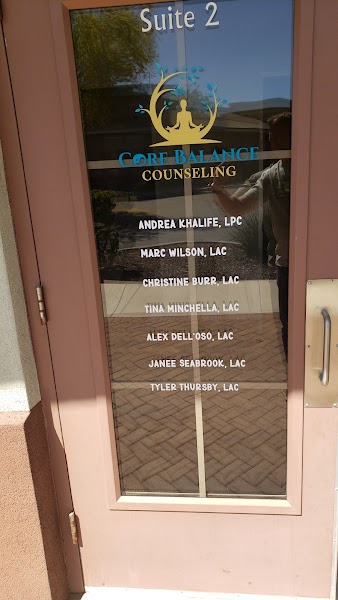 Suite 2
CORE BALANCE
COUNSELING
ANDREA KHALIFE, LPC
MARC WILSON, LAC
CHRISTINE BURR, LAC
TINA MINCHELLA, LAC
ALEX DELL'OSO, LAC
JANEE SEABROOK, LAC
TYLER THURSBY, LAC